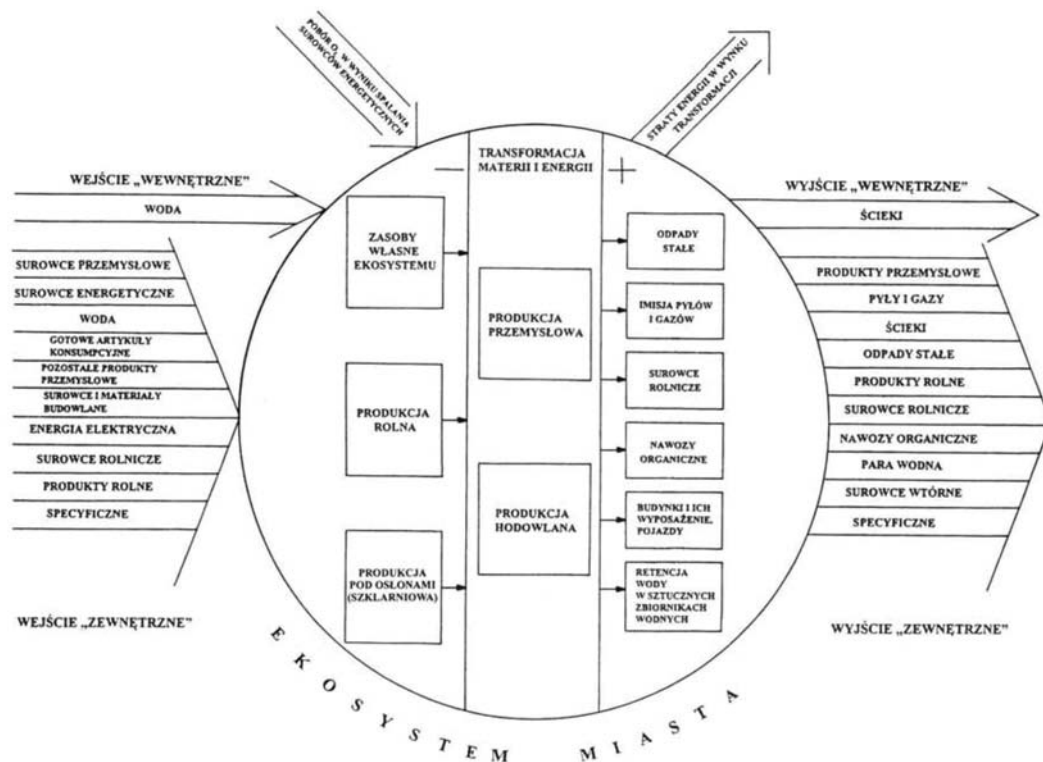 POBÓR O₂ W WYNIKU SPALANIA
SUROWCÓW ENERGETYCZNYCH
STRATY ENERGII W WYNKU
TRANSFORMACJI
WEJŚCIE „WEWNĘTRZNE”
WODA
SUROWCE PRZEMYSŁOWE
SUROWCE ENERGETYCZNE
WODA
GOTOWE ARTYKUŁY
KONSUMPCYJNE
POZOSTAŁE PRODUKTY
PRZEMYSŁOWE
SUROWCE I MATERIAŁY
BUDOWLANE
ENERGIA ELEKTRYCZNA
SUROWCE ROLNICZE
PRODUKTY ROLNE
SPECYFICZNE
WEJŚCIE „ZEWNĘTRZNE”
TRANSFORMACJA
MATERII I ENERGII
— +
ZASOBY
WŁASNE
EKOSYSTEMU
PRODUKCJA
ROLNA
PRODUKCJA
POD OSŁONAMI
(SZKLARNIOWA)
PRODUKCJA
PRZEMYSŁOWA
PRODUKCJA
HODOWLANA
ODPADY
STAŁE
IMISJA PYŁÓW
I GAZÓW
SUROWCE
ROLNICZE
NAWOZY
ORGANICZNE
BUDYNKI I ICH
WYPOSAŻENIE,
POJAZDY
RETENCJA
WODY
W SZTUCZNYCH
ZBIORNIKACH
WODNYCH
WYJŚCIE „WEWNĘTRZNE”
ŚCIEKI
PRODUKTY PRZEMYSŁOWE
PYŁY I GAZY
ŚCIEKI
ODPADY STAŁE
PRODUKTY ROLNE
SUROWCE ROLNICZE
NAWOZY ORGANICZNE
PARA WODNA
SUROWCE WTÓRNE
SPECYFICZNE
WYJŚCIE „ZEWNĘTRZNE”
EKOSYSTEM MIASTA